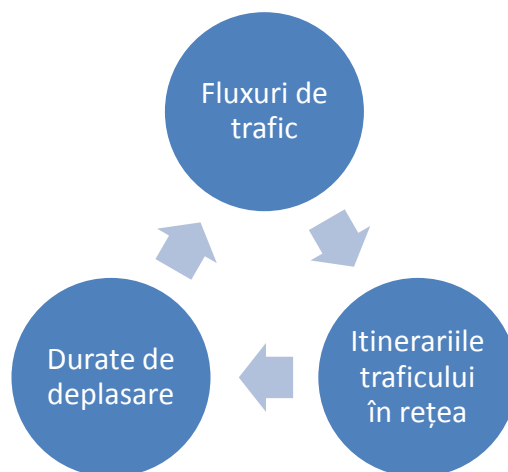 Fluxuri de
trafic
Itinerariile
traficului
în rețea
Durate de
deplasare